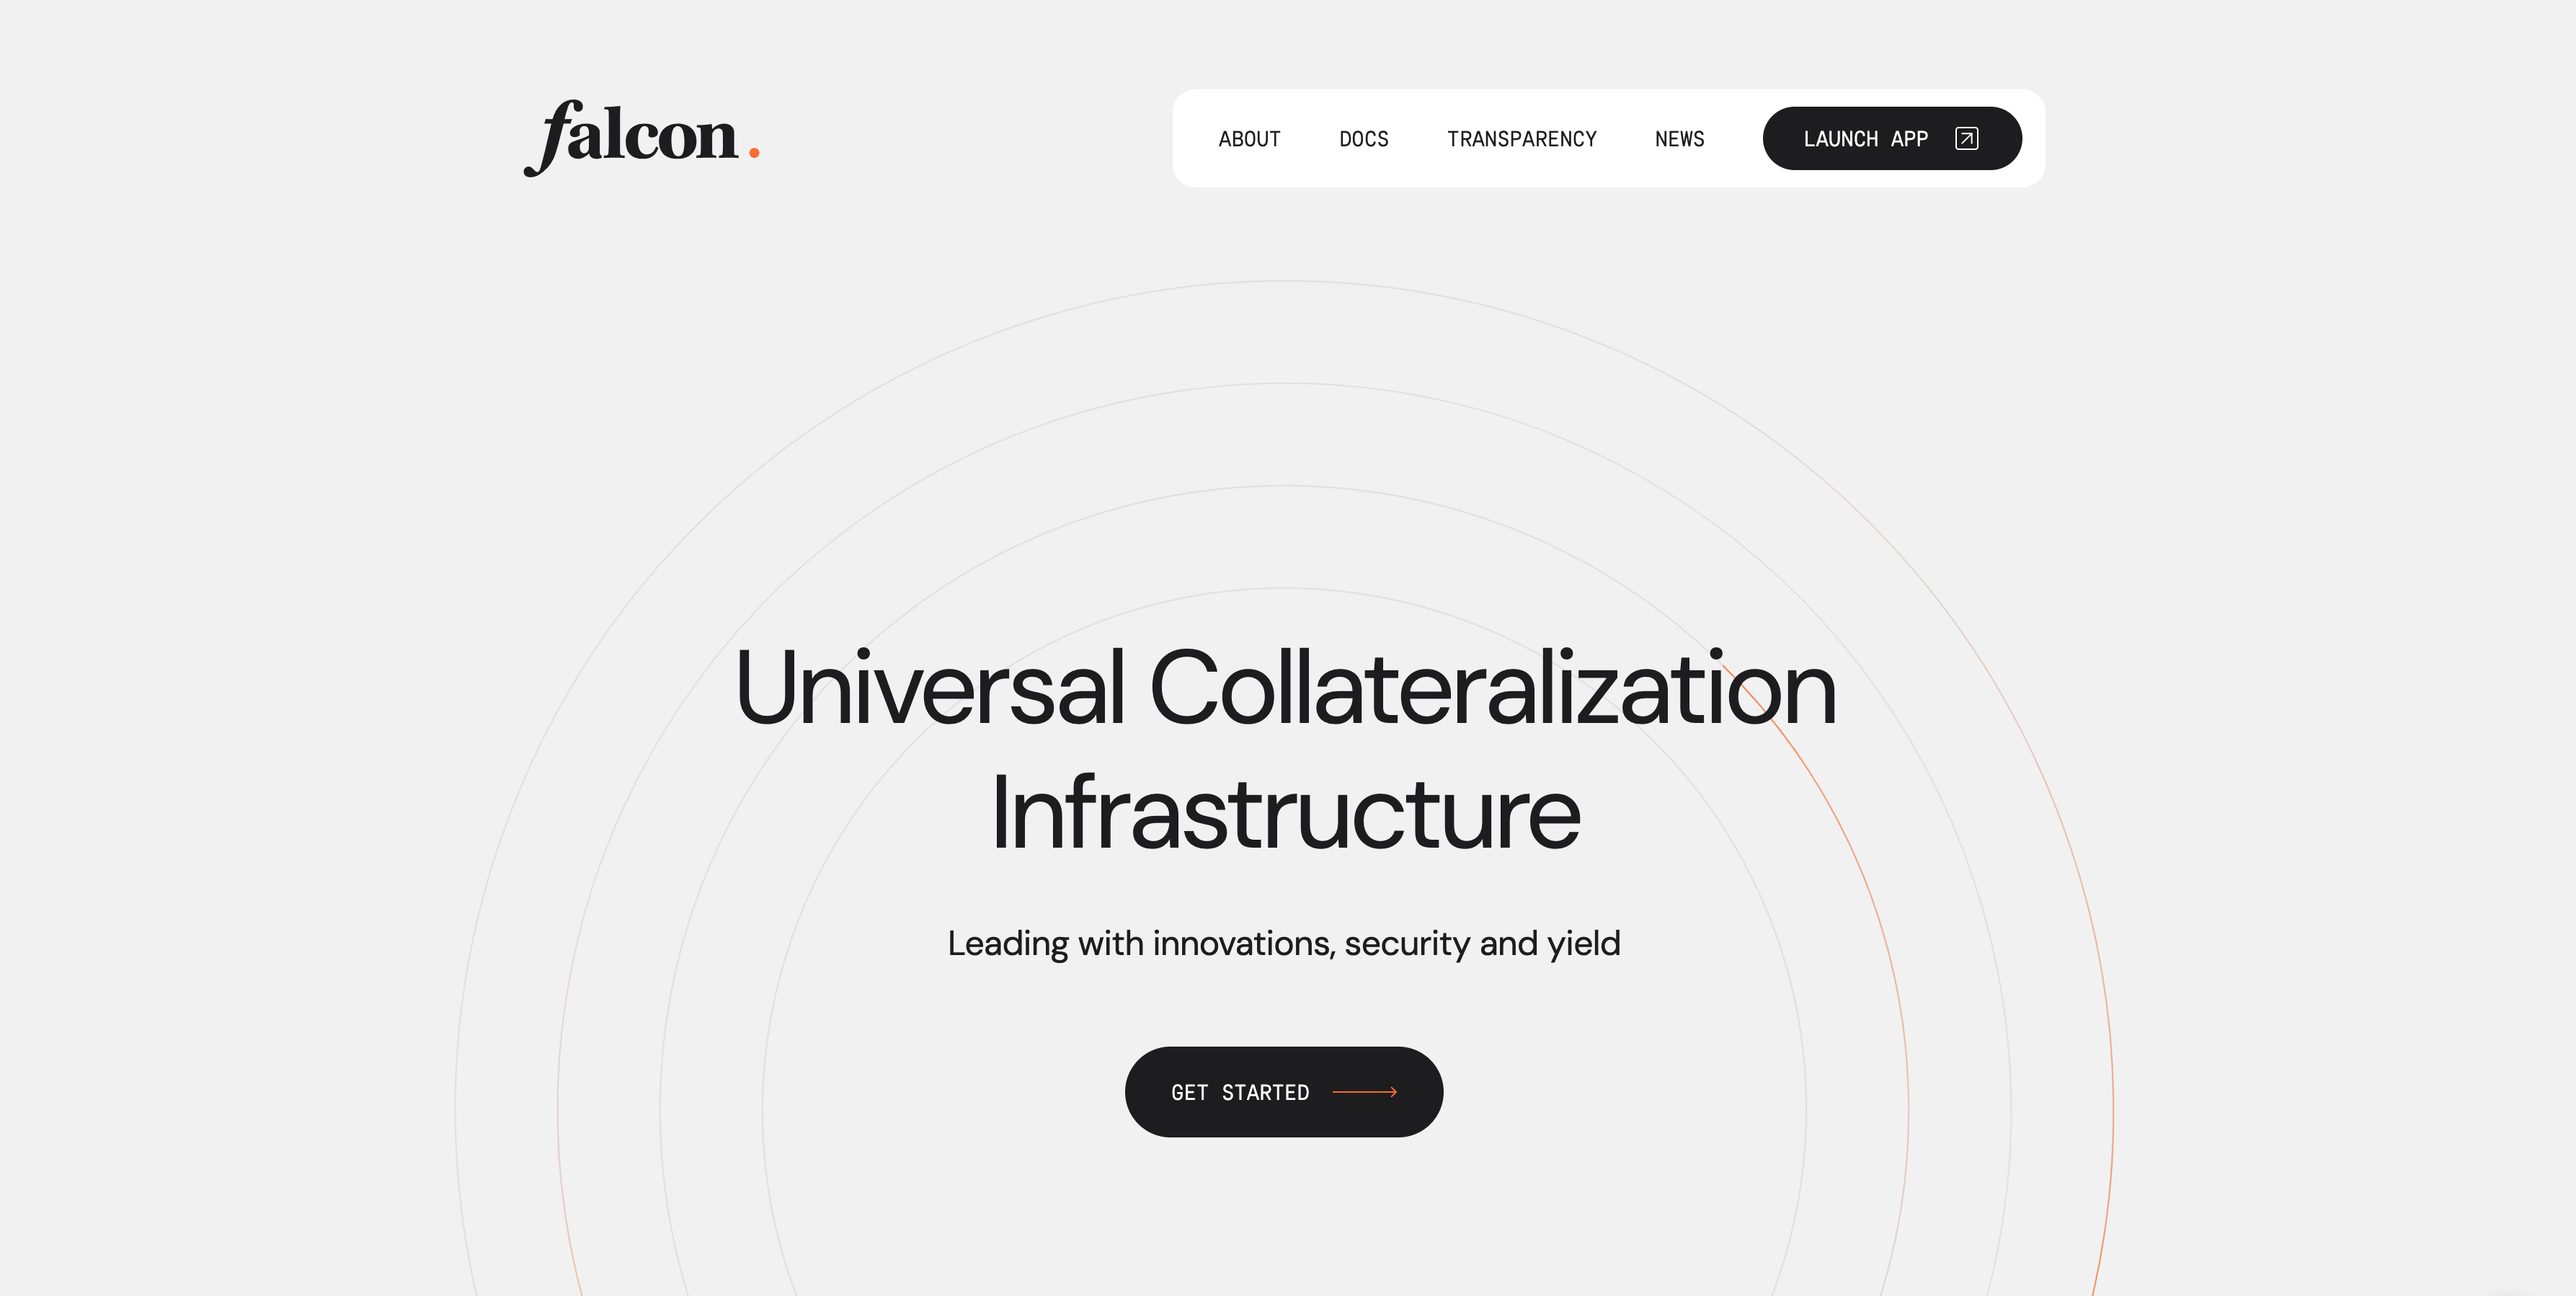 falcon.
ABOUT DOCS TRANSPARENCY NEWS LAUNCH APP
Universal Collateralization
Infrastructure
Leading with innovations, security and yield
GET STARTED